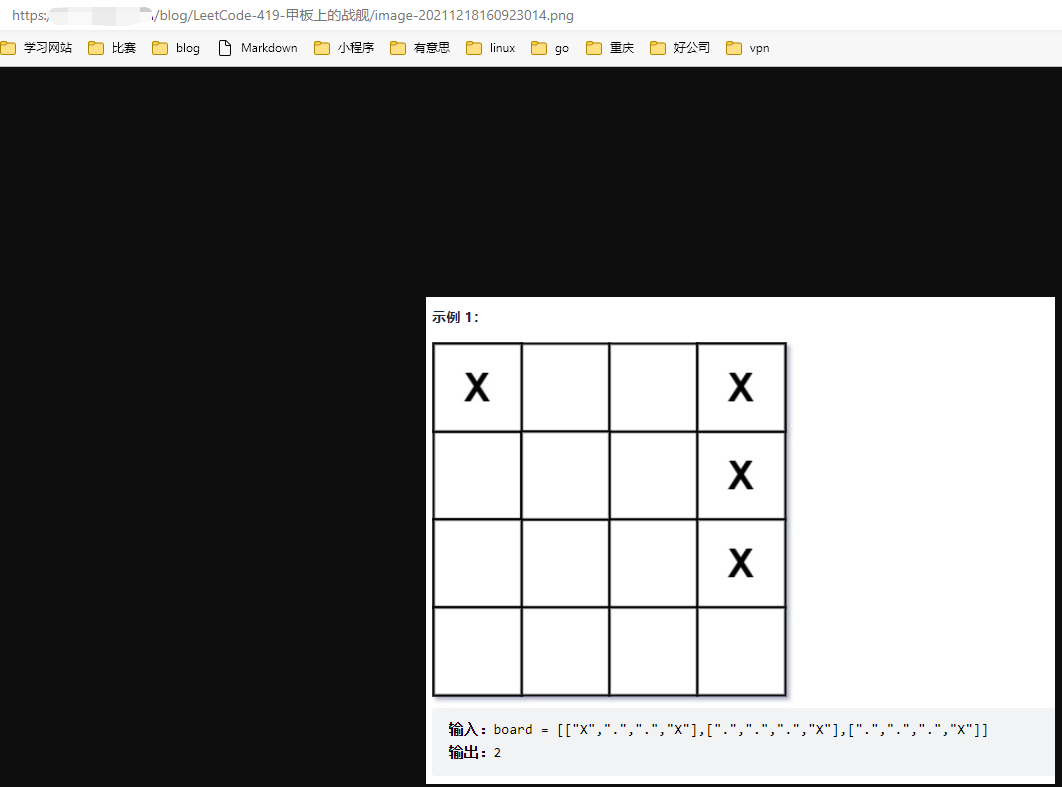 https:/ /blog/LeetCode-419-甲板上的战舰/image-20211218160923014.png
学习网站 比赛 blog Markdown 小程序 有意思 linux go 重庆 好公司 vpn
示例 1：
X X
X
X
输入：board = [["X",".",".","X"],[".",".",".","X"],[".",".",".","X"]]
输出：2